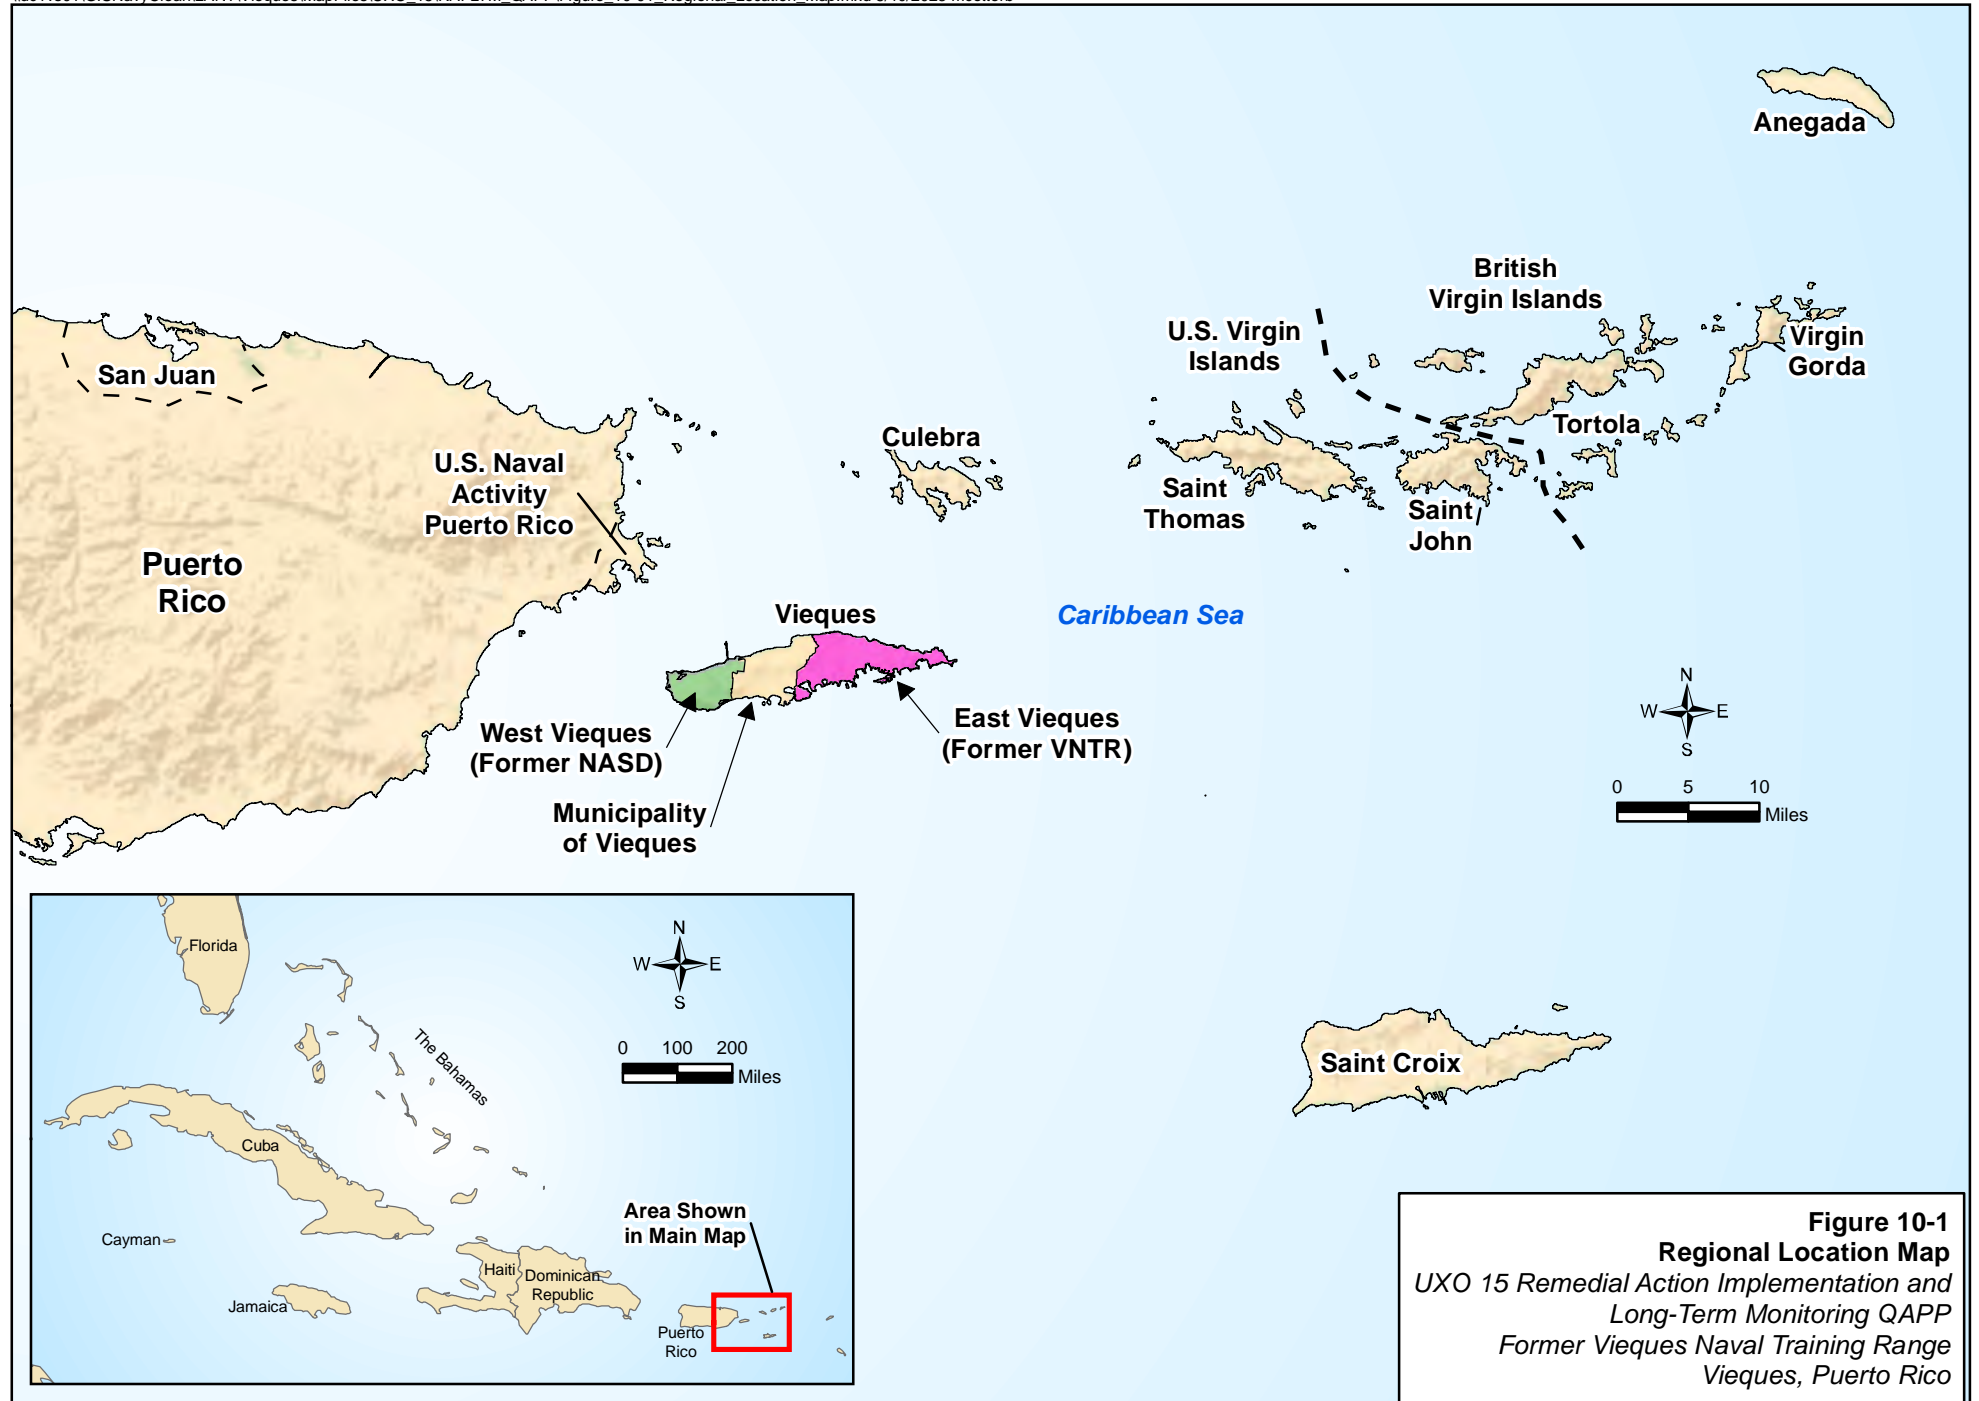 Anegada
British
Virgin Islands
U.S. Virgin
Islands
Virgin
Gorda
San Juan
Tortola
Culebra
U.S. Naval
Activity
Puerto Rico
Saint
Thomas
Saint
John
Puerto
Rico
Vieques
Caribbean Sea
N
W
E
S
West Vieques
(Former NASD)
East Vieques
(Former VNTR)
Municipality
of Vieques
0 5 10
Miles
Florida
N
W
E
S
The Bahamas
0 100 200
Miles
Saint Croix
Cuba
Cayman
Area Shown
in Main Map
Haiti
Dominican
Republic
Jamaica
Puerto
Rico
Figure 10-1
Regional Location Map
UXO 15 Remedial Action Implementation and
Long-Term Monitoring QAPP
Former Vieques Naval Training Range
Vieques, Puerto Rico